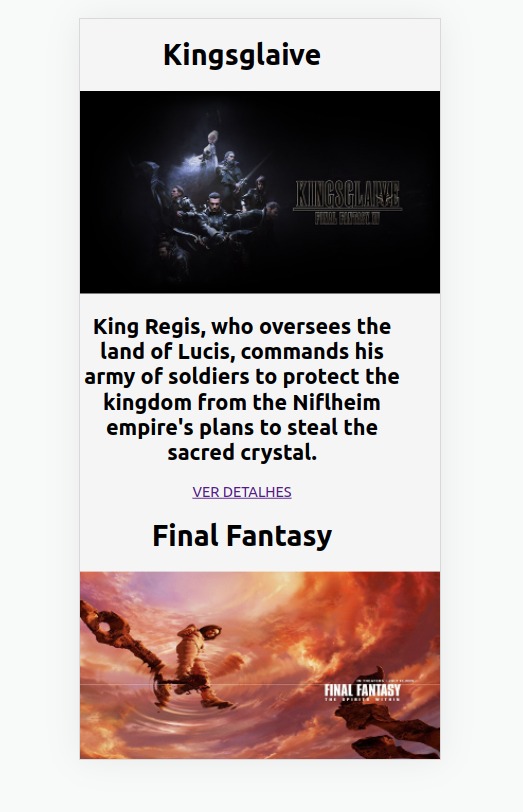 Kingsglaive
KINGSGLAIVE
FINAL FANTASY XV
King Regis, who oversees the
land of Lucis, commands his
army of soldiers to protect the
kingdom from the Niflheim
empire's plans to steal the
sacred crystal.
VER DETALHES
Final Fantasy
FINAL FANTASY
THE SPIRITS WITHIN